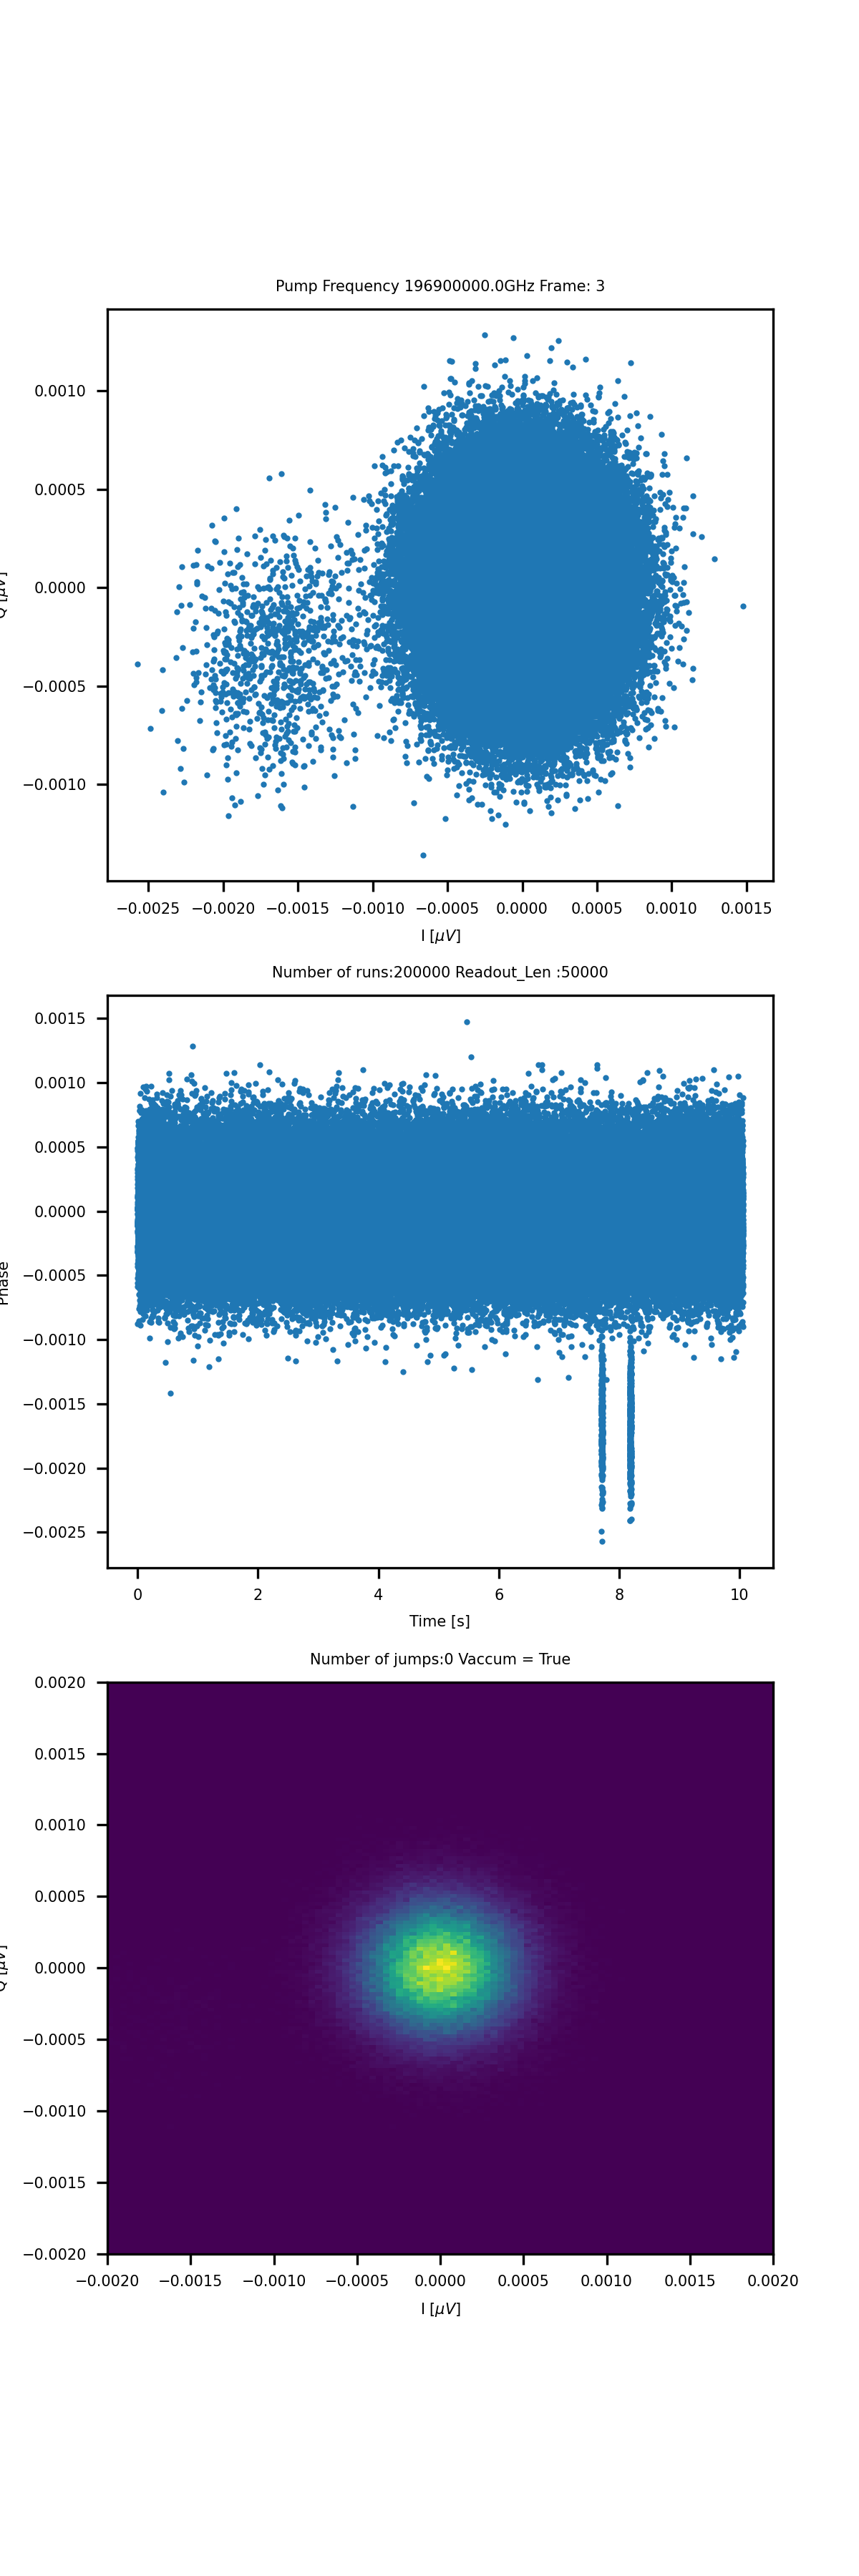 Pump Frequency 196900000.0GHz Frame: 3
0.0010
0.0005
0.0000
−0.0005
−0.0010
Q [μV]
−0.0025 −0.0020 −0.0015 −0.0010 −0.0005 0.0000 0.0005 0.0010 0.0015
I [μV]
Number of runs:200000 Readout_Len :50000
0.0015
0.0010
0.0005
0.0000
−0.0005
−0.0010
−0.0015
−0.0020
−0.0025
Phase
0 2 4 6 8 10
Time [s]
Number of jumps:0 Vaccum = True
0.0020
0.0015
0.0010
0.0005
0.0000
−0.0005
−0.0010
−0.0015
−0.0020
Q [μV]
−0.0020 −0.0015 −0.0010 −0.0005 0.0000 0.0005 0.0010 0.0015 0.0020
I [μV]